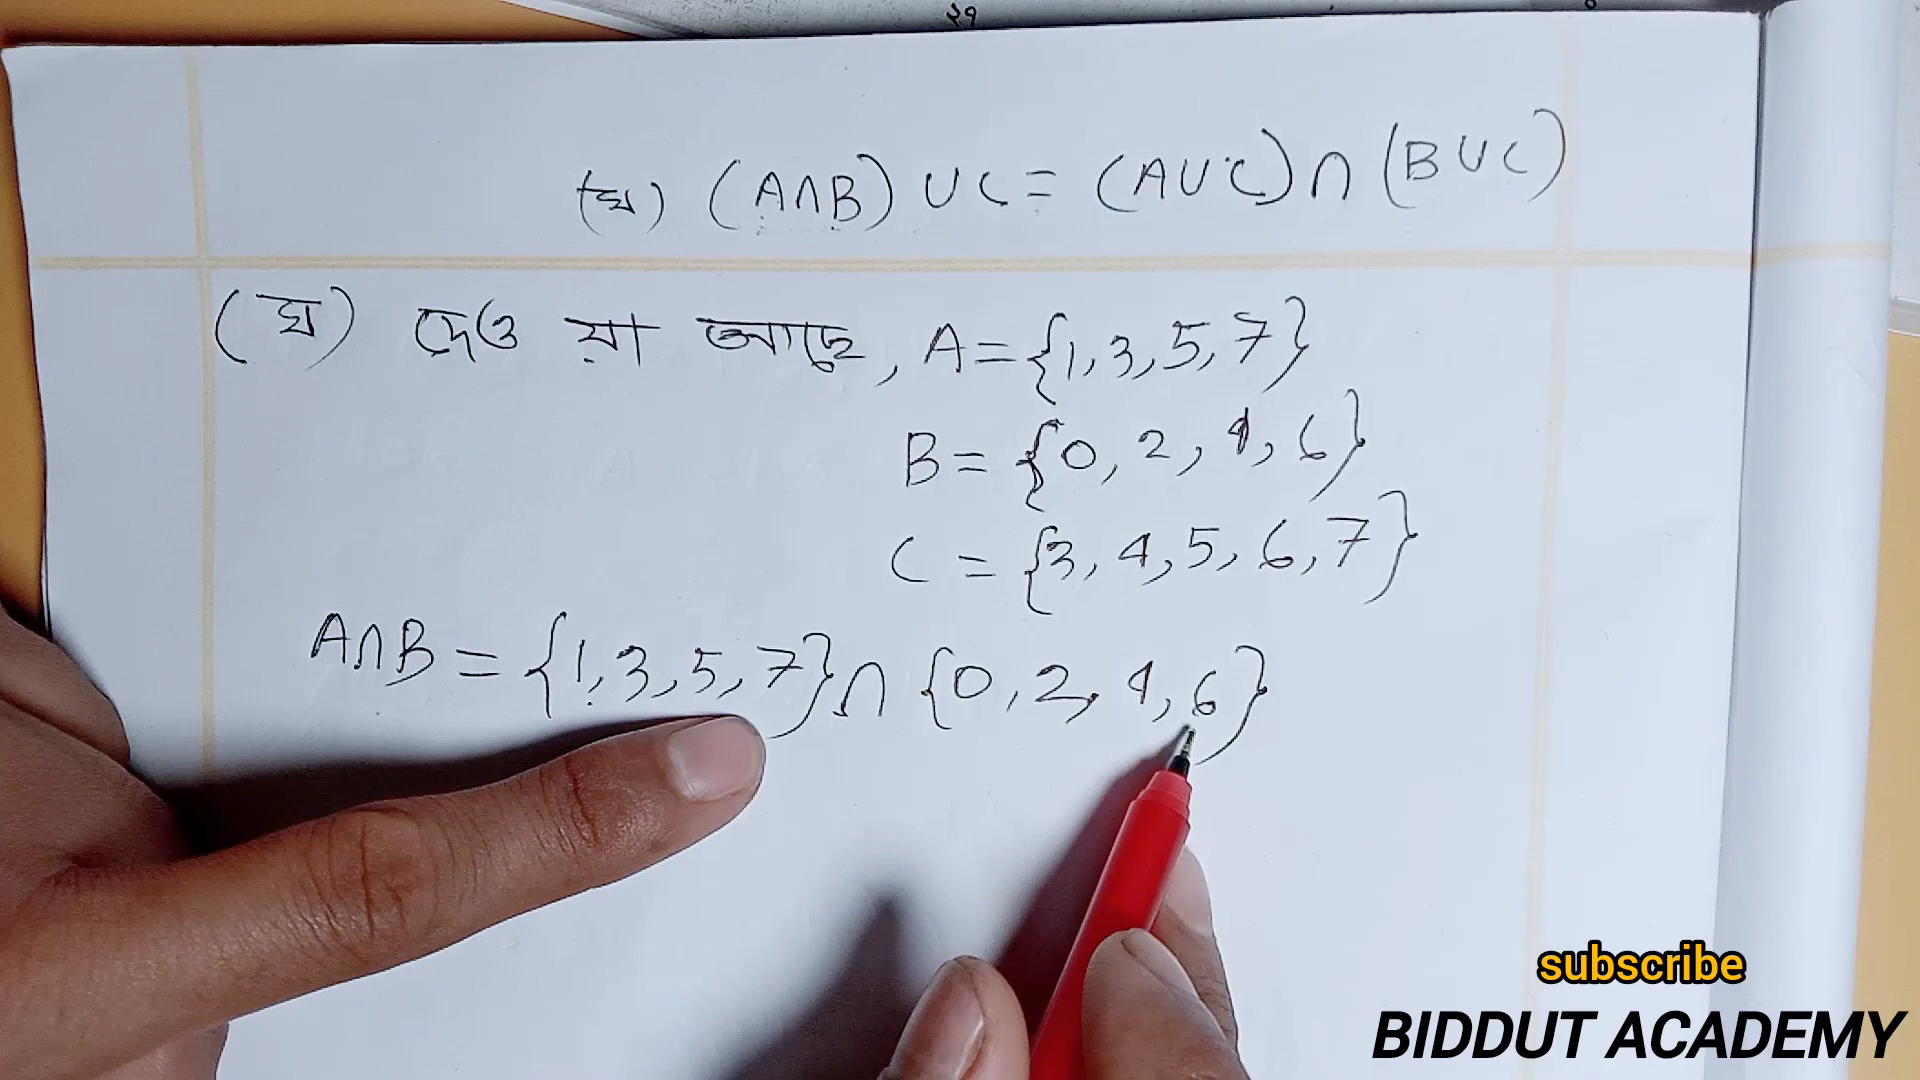 ২৭
(ঘ) (A∩B) ∪ C = (A∪C) ∩ (B∪C)
(ঘ) দেওয়া আছে, A = {1, 3, 5, 7}
B = {0, 2, 4, 6}
C = {3, 4, 5, 6, 7}
A∩B = {1, 3, 5, 7} ∩ {0, 2, 4, 6}
subscribe
BIDDUT ACADEMY